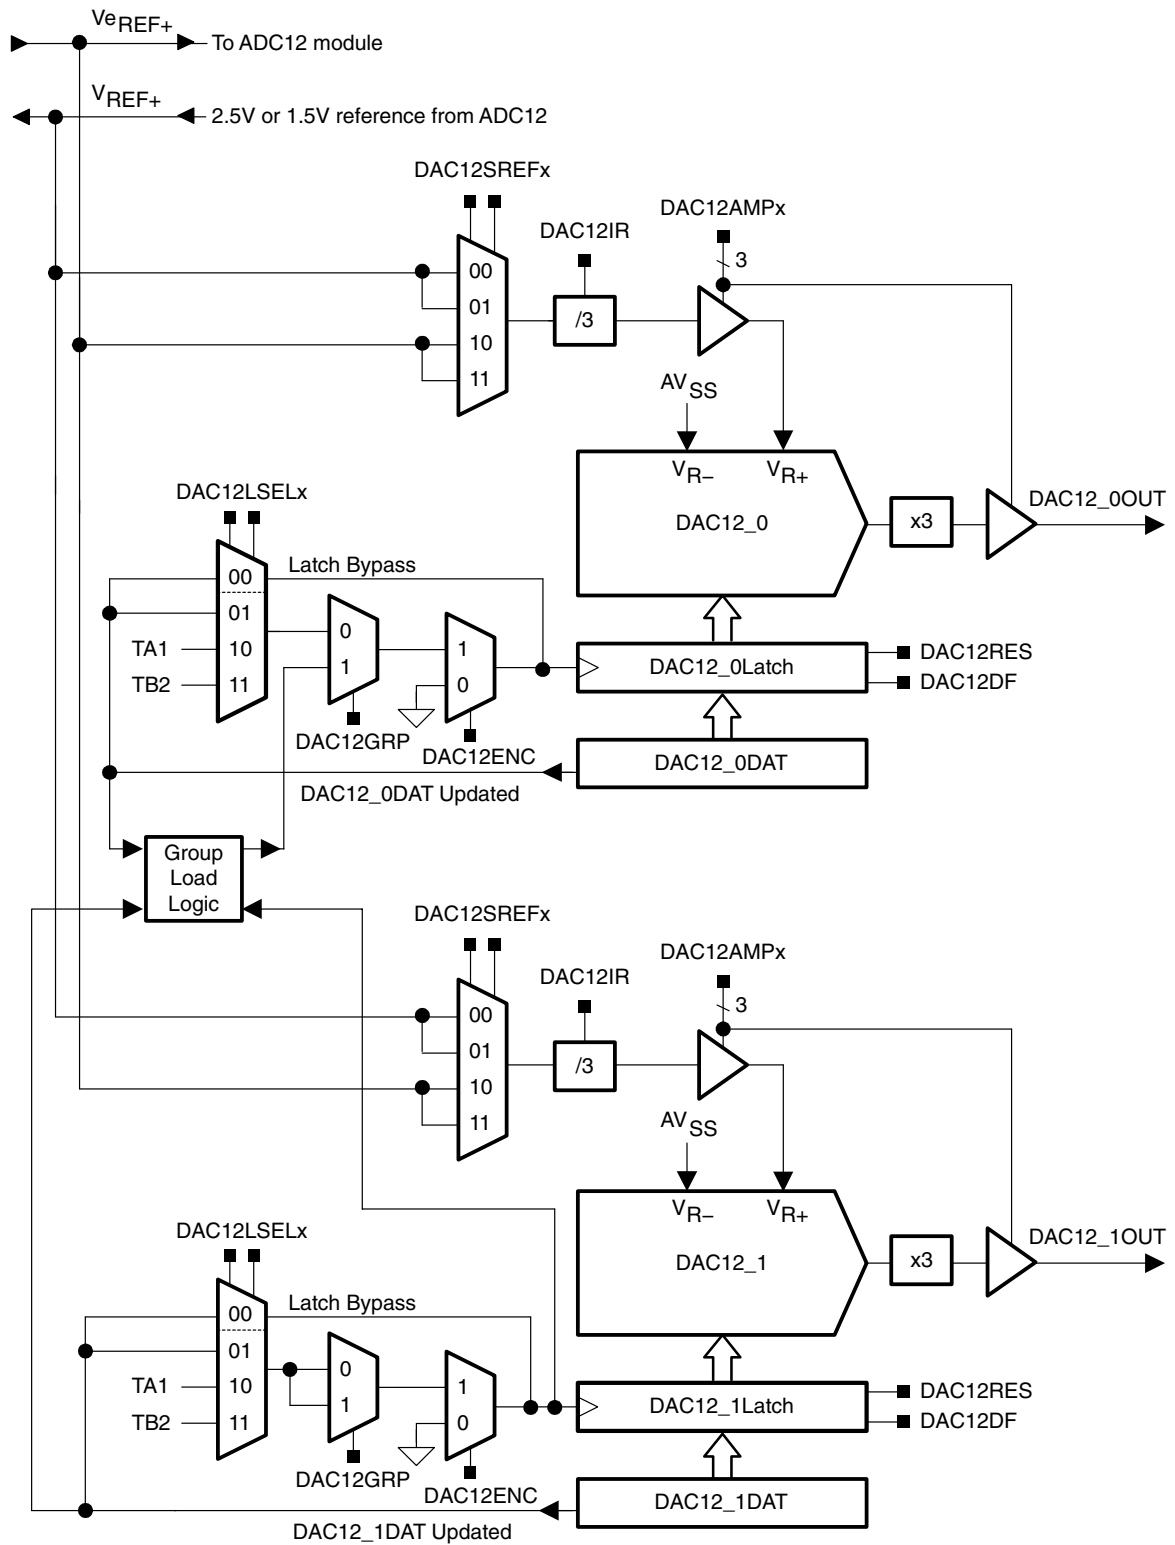 VeREF+
To ADC12 module
VREF+
2.5V or 1.5V reference from ADC12
DAC12SREFx
DAC12AMPx
DAC12IR
3
00
01
10
11
/3
AVSS
VR−
VR+
DAC12_0
x3
DAC12_0OUT
DAC12LSELx
Latch Bypass
00
01
TA1
10
TB2
11
0
1
1
0
DAC12GRP
DAC12ENC
DAC12_0Latch
DAC12RES
DAC12DF
DAC12_0DAT
DAC12_0DAT Updated
Group
Load
Logic
DAC12SREFx
DAC12AMPx
DAC12IR
3
00
01
10
11
/3
AVSS
VR−
VR+
DAC12_1
x3
DAC12_1OUT
DAC12LSELx
Latch Bypass
00
01
TA1
10
TB2
11
0
1
1
0
DAC12GRP
DAC12ENC
DAC12_1Latch
DAC12RES
DAC12DF
DAC12_1DAT
DAC12_1DAT Updated